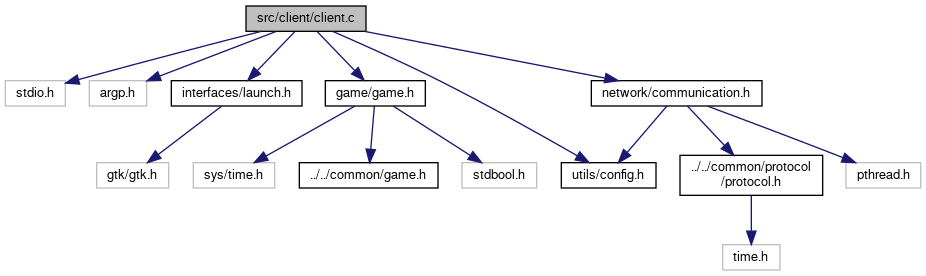 src/client/client.c
stdio.h
argp.h
interfaces/launch.h
game/game.h
network/communication.h
gtk/gtk.h
sys/time.h
../../common/game.h
stdbool.h
utils/config.h
../../common/protocol
/protocol.h
pthread.h
time.h